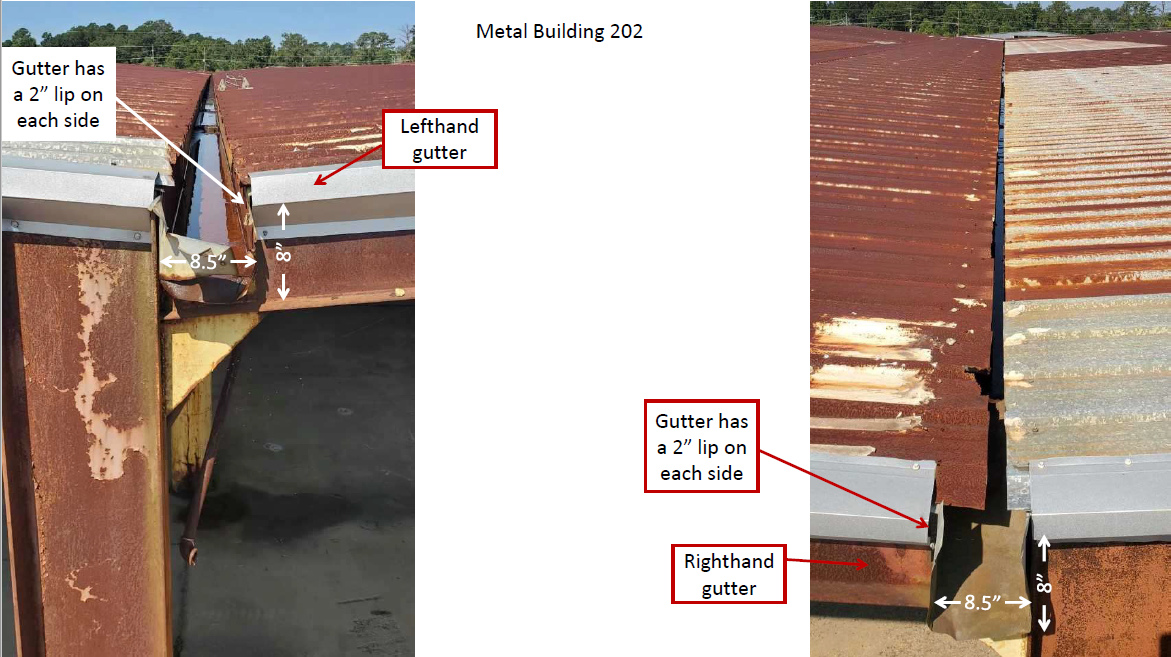 Metal Building 202
Gutter has
a 2” lip on
each side
Lefthand
gutter
8.5”
8”
Gutter has
a 2” lip on
each side
Righthand
gutter
8.5”
8”